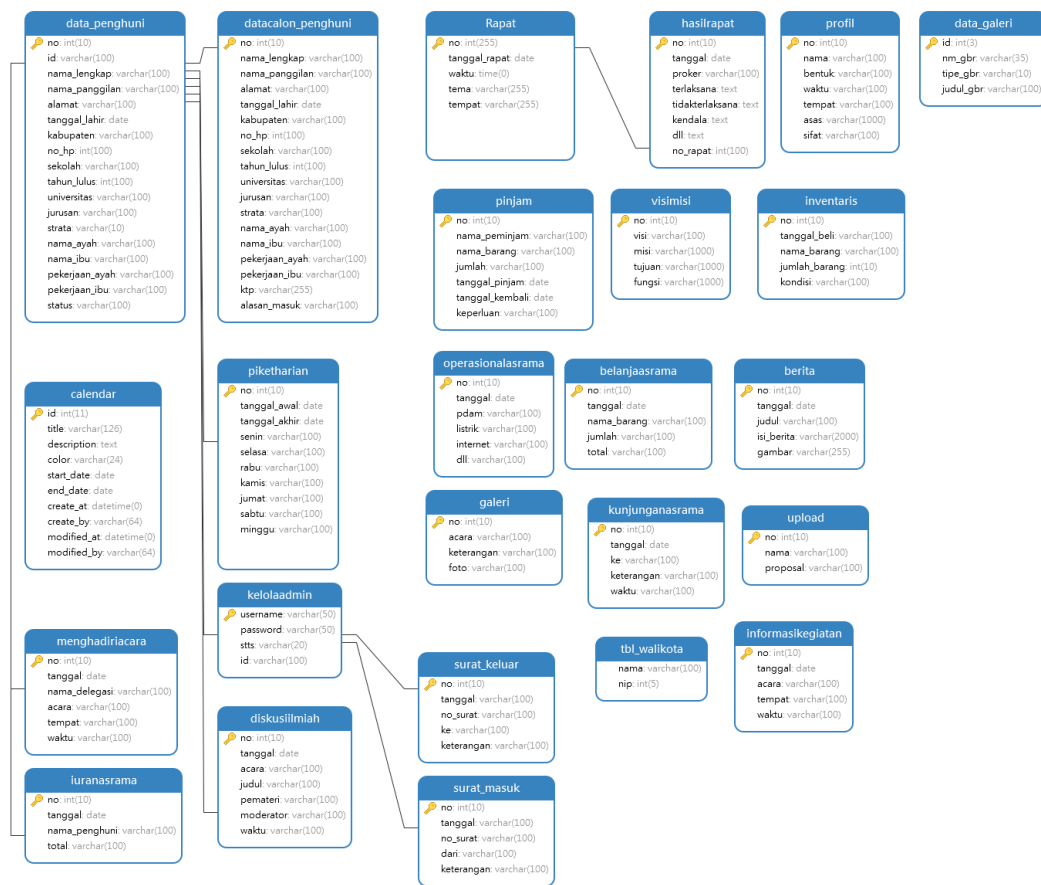 data_penghuni
no: int(10)
id: varchar(100)
nama_lengkap: varchar(100)
nama_panggilan: varchar(100)
alamat: varchar(100)
tanggal_lahir: date
kabupaten: varchar(100)
no_hp: int(100)
sekolah: varchar(100)
tahun_lulus: int(100)
universitas: varchar(100)
jurusan: varchar(100)
strata: varchar(10)
nama_ayah: varchar(100)
nama_ibu: varchar(100)
pekerjaan_ayah: varchar(100)
pekerjaan_ibu: varchar(100)
status: varchar(100)
datacalon_penghuni
no: int(10)
nama_lengkap: varchar(100)
nama_panggilan: varchar(100)
alamat: varchar(100)
tanggal_lahir: date
kabupaten: varchar(100)
no_hp: int(100)
sekolah: varchar(100)
tahun_lulus: int(100)
universitas: varchar(100)
jurusan: varchar(100)
strata: varchar(100)
nama_ayah: varchar(100)
nama_ibu: varchar(100)
pekerjaan_ayah: varchar(100)
pekerjaan_ibu: varchar(100)
ktp: varchar(255)
alasan_masuk: varchar(100)
Rapat
no: int(255)
tanggal_rapat: date
waktu: time(0)
tema: varchar(255)
tempat: varchar(255)
hasilrapat
no: int(10)
tanggal: date
proker: varchar(100)
terlaksana: text
tidakterlaksana: text
kendala: text
dll: text
no_rapat: int(100)
profil
no: int(10)
nama: varchar(100)
bentuk: varchar(100)
waktu: varchar(100)
tempat: varchar(100)
asas: varchar(1000)
sifat: varchar(100)
data_galeri
id: int(3)
nm_gbr: varchar(35)
tipe_gbr: varchar(10)
judul_gbr: varchar(100)
pinjam
no: int(10)
nama_peminjam: varchar(100)
nama_barang: varchar(100)
jumlah: varchar(100)
tanggal_pinjam: date
tanggal_kembali: date
keperluan: varchar(100)
visimisi
no: int(10)
visi: varchar(100)
misi: varchar(1000)
tujuan: varchar(1000)
fungsi: varchar(1000)
inventaris
no: int(10)
tanggal_beli: varchar(100)
nama_barang: varchar(100)
jumlah_barang: int(10)
kondisi: varchar(100)
calendar
id: int(11)
title: varchar(126)
description: text
color: varchar(24)
start_date: date
end_date: date
create_at: datetime(0)
create_by: varchar(64)
modified_at: datetime(0)
modified_by: varchar(64)
piketharian
no: int(10)
tanggal_awal: date
tanggal_akhir: date
senin: varchar(100)
selasa: varchar(100)
rabu: varchar(100)
kamis: varchar(100)
jumat: varchar(100)
sabtu: varchar(100)
minggu: varchar(100)
operasionalasrama
no: int(10)
tanggal: date
pdam: varchar(100)
listrik: varchar(100)
internet: varchar(100)
dll: varchar(100)
belanjaasrama
no: int(10)
tanggal: date
nama_barang: varchar(100)
jumlah: varchar(100)
total: varchar(100)
berita
no: int(10)
tanggal: date
judul: varchar(100)
isi_berita: varchar(2000)
gambar: varchar(255)
galeri
no: int(10)
acara: varchar(100)
keterangan: varchar(100)
foto: varchar(100)
kunjunganasrama
no: int(10)
tanggal: date
ke: varchar(100)
keterangan: varchar(100)
waktu: varchar(100)
upload
no: int(10)
nama: varchar(100)
proposal: varchar(100)
kelolaadmin
username: varchar(50)
password: varchar(50)
stts: varchar(20)
id: varchar(100)
menghadiriacara
no: int(10)
tanggal: date
nama_delegasi: varchar(100)
acara: varchar(100)
tempat: varchar(100)
waktu: varchar(100)
surat_keluar
no: int(10)
tanggal: varchar(100)
no_surat: varchar(100)
ke: varchar(100)
keterangan: varchar(100)
tbl_walikota
nama: varchar(100)
nip: int(5)
informasikegiatan
no: int(10)
tanggal: date
acara: varchar(100)
tempat: varchar(100)
waktu: varchar(100)
diskusiilmiah
no: int(10)
tanggal: date
acara: varchar(100)
judul: varchar(100)
pemateri: varchar(100)
moderator: varchar(100)
waktu: varchar(100)
iuranasrama
no: int(10)
tanggal: date
nama_penghuni: varchar(100)
total: varchar(100)
surat_masuk
no: int(10)
tanggal: varchar(100)
no_surat: varchar(100)
dari: varchar(100)
keterangan: varchar(100)